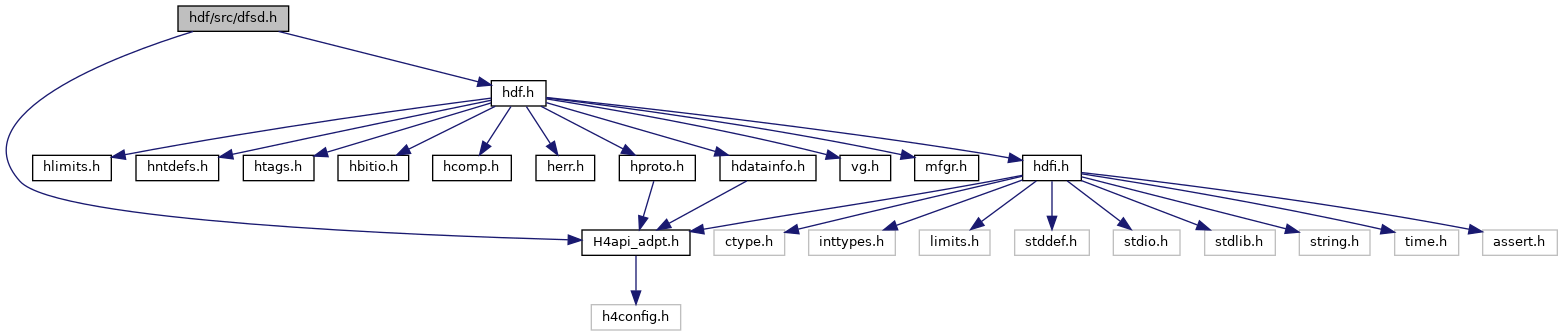 hdf/src/dfsd.h
hdf.h
hlimits.h
hntdefs.h
htags.h
hbitio.h
hcomp.h
herr.h
hproto.h
hdatainfo.h
vg.h
mfgr.h
hdfi.h
H4api_adpt.h
ctype.h
inttypes.h
limits.h
stddef.h
stdio.h
stdlib.h
string.h
time.h
assert.h
h4config.h